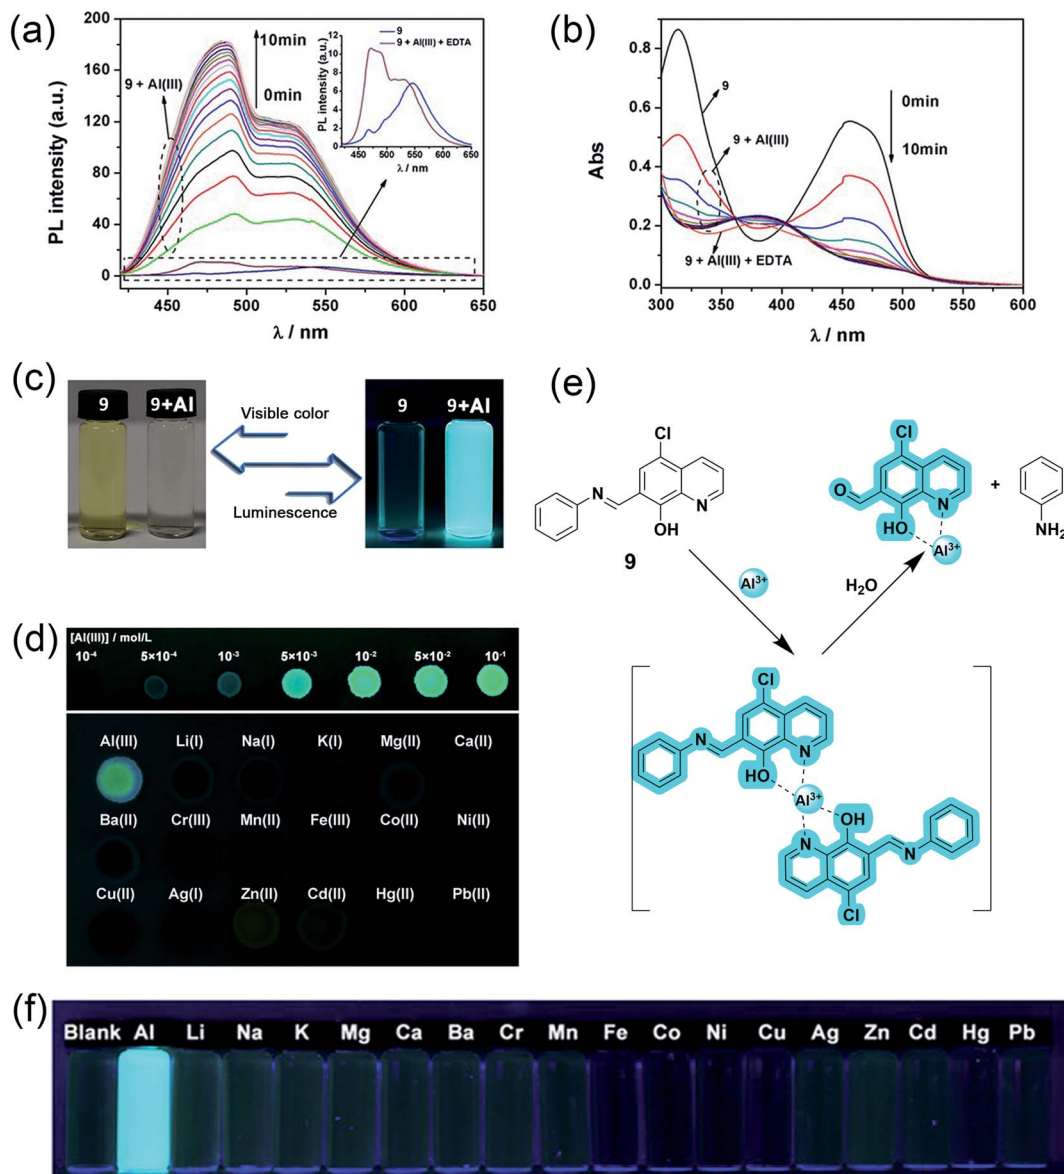 (a)
200
180
160
140
120
100
80
60
40
20
0
PL intensity (a.u.)
9 + Al(III)
10min
0min
450 500 550 600 650
λ / nm
9
9 + Al(III) + EDTA
PL intensity (a.u.)
12
10
8
6
4
2
0
450 500 550 600 650
λ / nm
(b)
Abs
0.8
0.6
0.4
0.2
0.0
9
9 + Al(III)
9 + Al(III) + EDTA
0min
10min
300 350 400 450 500 550 600
λ / nm
(c)
9 9+Al
Visible color
Luminescence
9 9+Al
(d)
[Al(III)] / mol/L
10-4 5×10-4 10-3 5×10-3 10-2 5×10-2 10-1
Al(III) Li(I) Na(I) K(I) Mg(II) Ca(II)
Ba(II) Cr(III) Mn(II) Fe(III) Co(II) Ni(II)
Cu(II) Ag(I) Zn(II) Cd(II) Hg(II) Pb(II)
(e)
Cl
N
N
OH
9
Al3+
H2O
Cl
O
HO
N
Al3+
+
NH2
Cl
N
N
HO
Al3+
OH
N
N
Cl
(f)
Blank Al Li Na K Mg Ca Ba Cr Mn Fe Co Ni Cu Ag Zn Cd Hg Pb